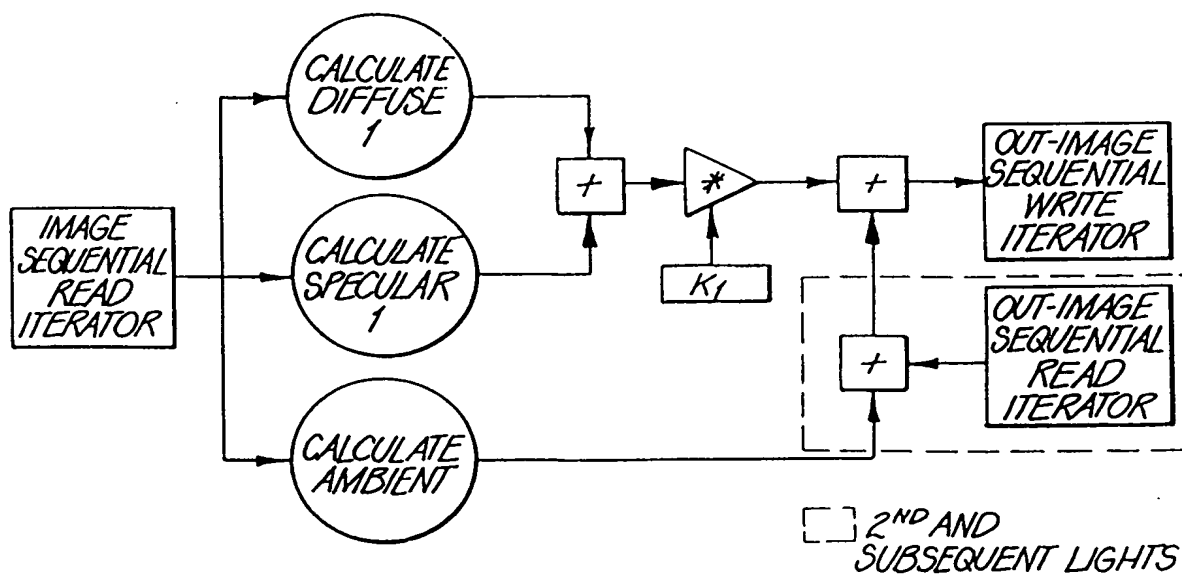 CALCULATE
DIFFUSE
1
IMAGE
SEQUENTIAL
READ
ITERATOR
CALCULATE
SPECULAR
1
CALCULATE
AMBIENT
+
*
K1
+
OUT-IMAGE
SEQUENTIAL
WRITE
ITERATOR
+
OUT-IMAGE
SEQUENTIAL
READ
ITERATOR
2ND AND
SUBSEQUENT LIGHTS